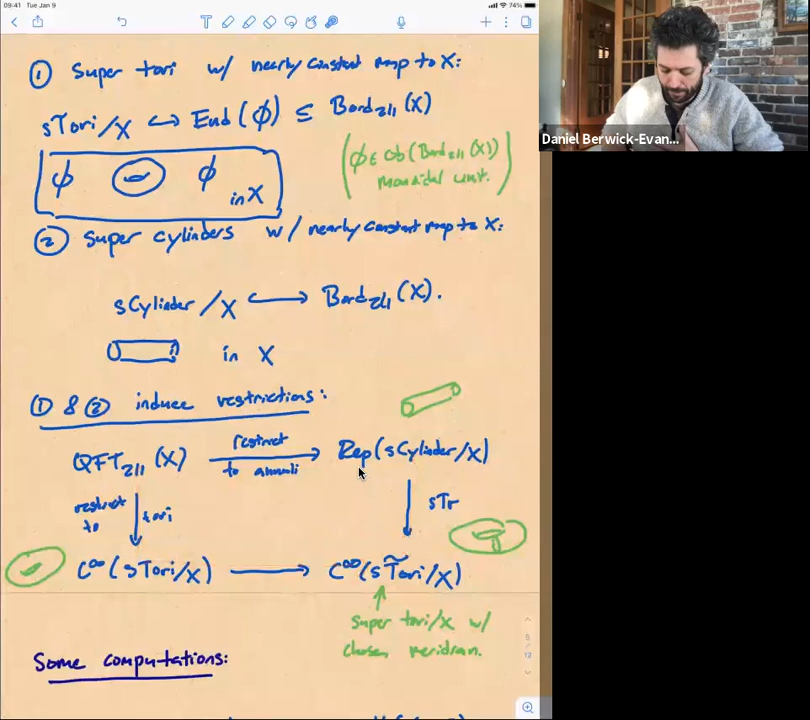 09:41 Tue Jan 9
74%
Daniel Berwick-Evan...
① Super tori w/ nearly constant map to X:
sTori/X ↪ End(ϕ) ⊆ Bord₂|₁(X)
ϕ ϕ in X
(ϕ ∈ Ob(Bord₂|₁(X))
monoidal unit.)
② Super cylinders w/ nearly constant map to X:
sCylinder/X ↪ Bord₂|₁(X).
in X
① & ② induce restrictions:
QFT₂|₁(X) restrict to annuli → Rep(sCylinder/X)
restrict to ↓ tori
↓ sTr
C^∞(sTori/X) → C^∞(sT̃ori/X)
↑
super tori/X w/
chosen meridian.
Some computations:
5
12